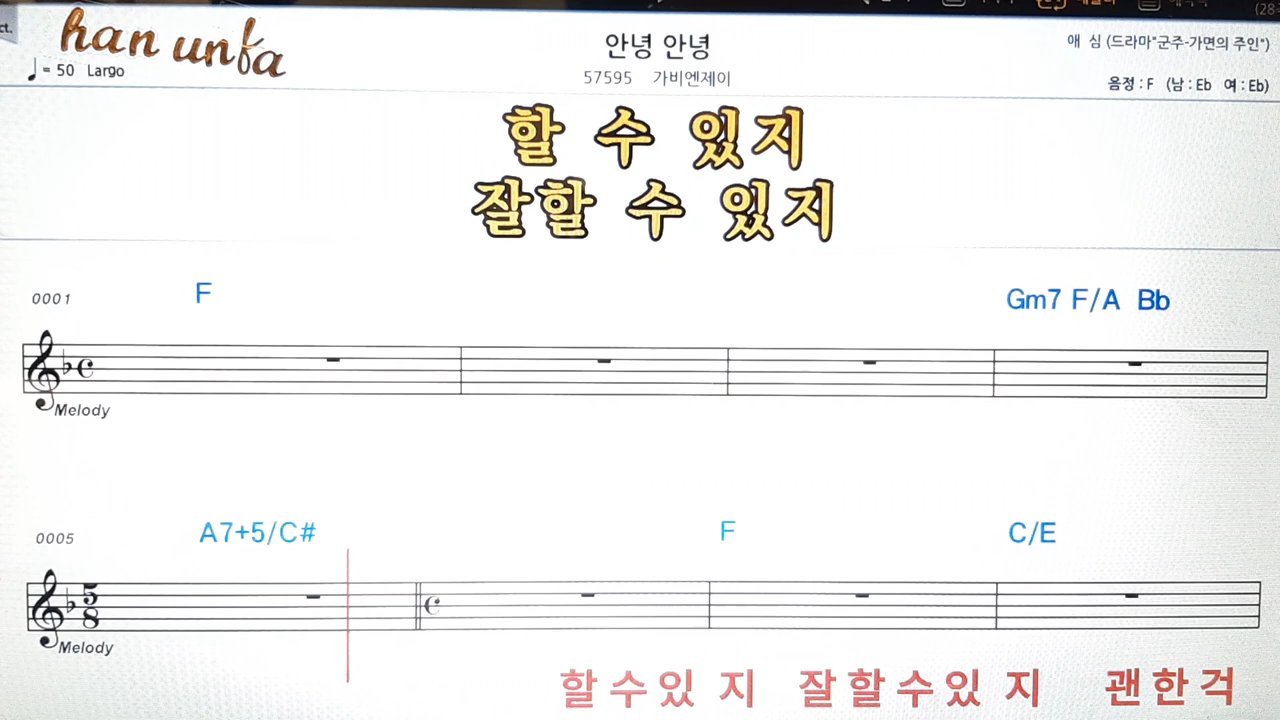 ct.
han unfa
= 50 Largo
안녕 안녕
57595 가비엔제이
애 심 (드라마"군주-가면의 주인")
음정 : F (남 : Eb 여 : Eb)
할 수 있지
잘할 수 있지
0001 F Gm7 F/A Bb
Melody
0005 A7+5/C# F C/E
5
8
Melody
할 수 있 지 잘 할 수 있 지 괜 한 걱